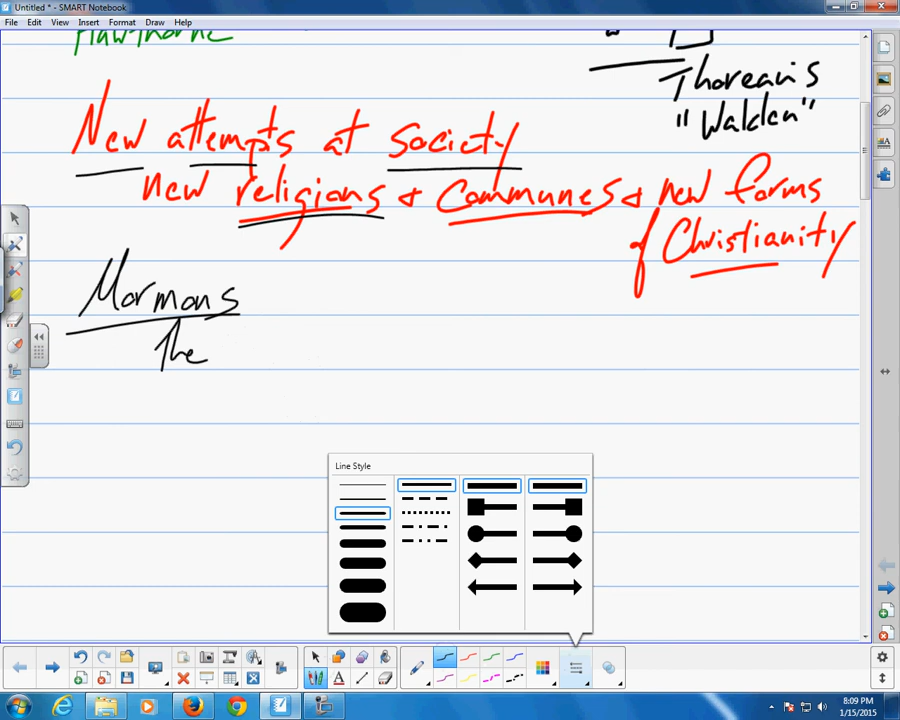 Untitled * - SMART Notebook
File Edit View Insert Format Draw Help
Hawthorne
Thoreau's
"Walden"
New attempts at society
new religions & Communes & new forms
of Christianity
Mormons
The
Line Style
8:09 PM
1/15/2015